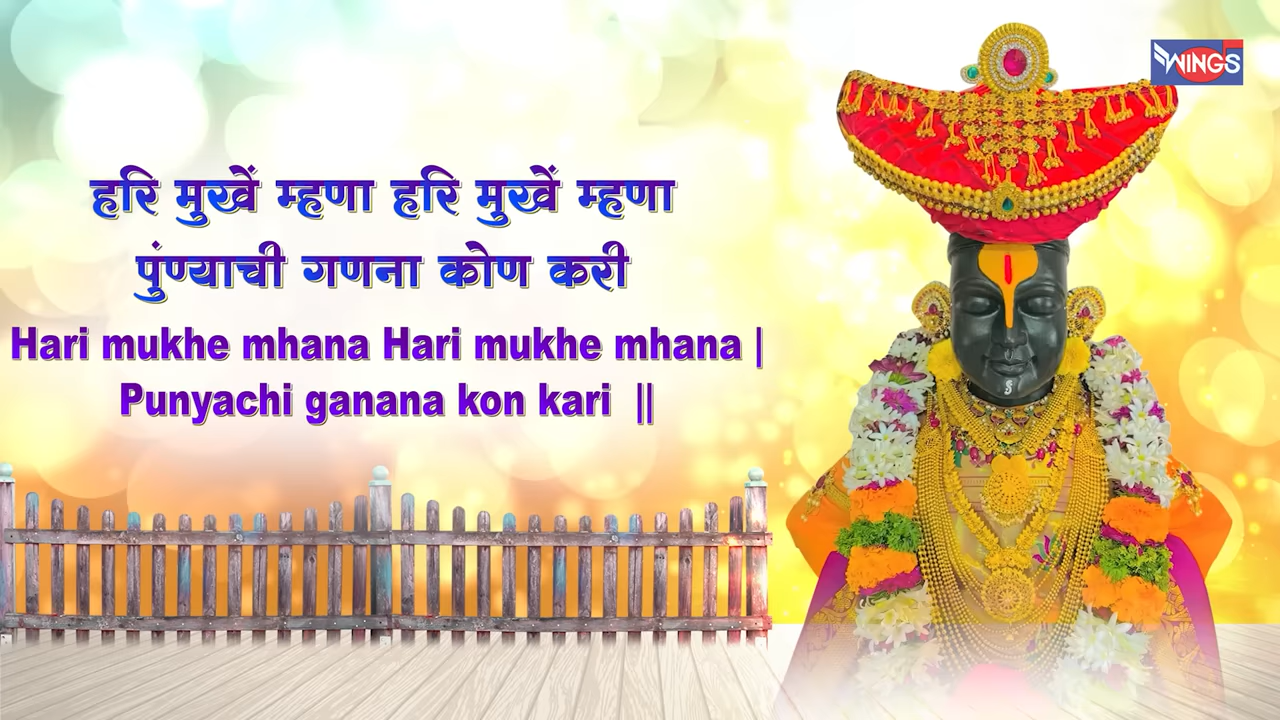 हरि मुखें म्हणा हरि मुखें म्हणा
पुंण्याची गणना कोण करी
Hari mukhe mhana Hari mukhe mhana |
Punyachi ganana kon kari ||
WINGS